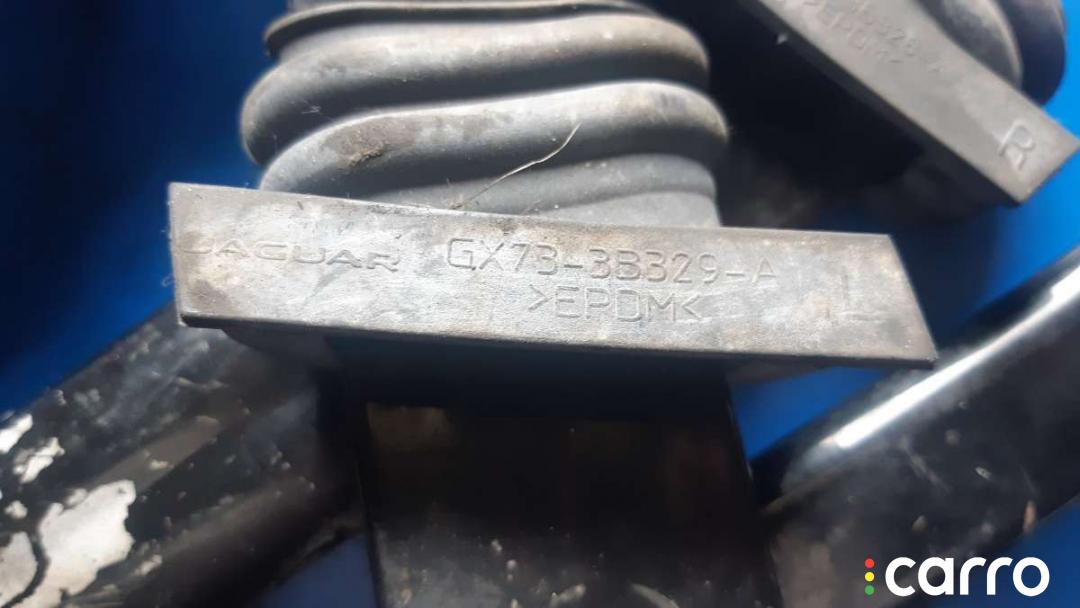 JAGUAR GX73-3B329-A
>EPDM< L
R
carro